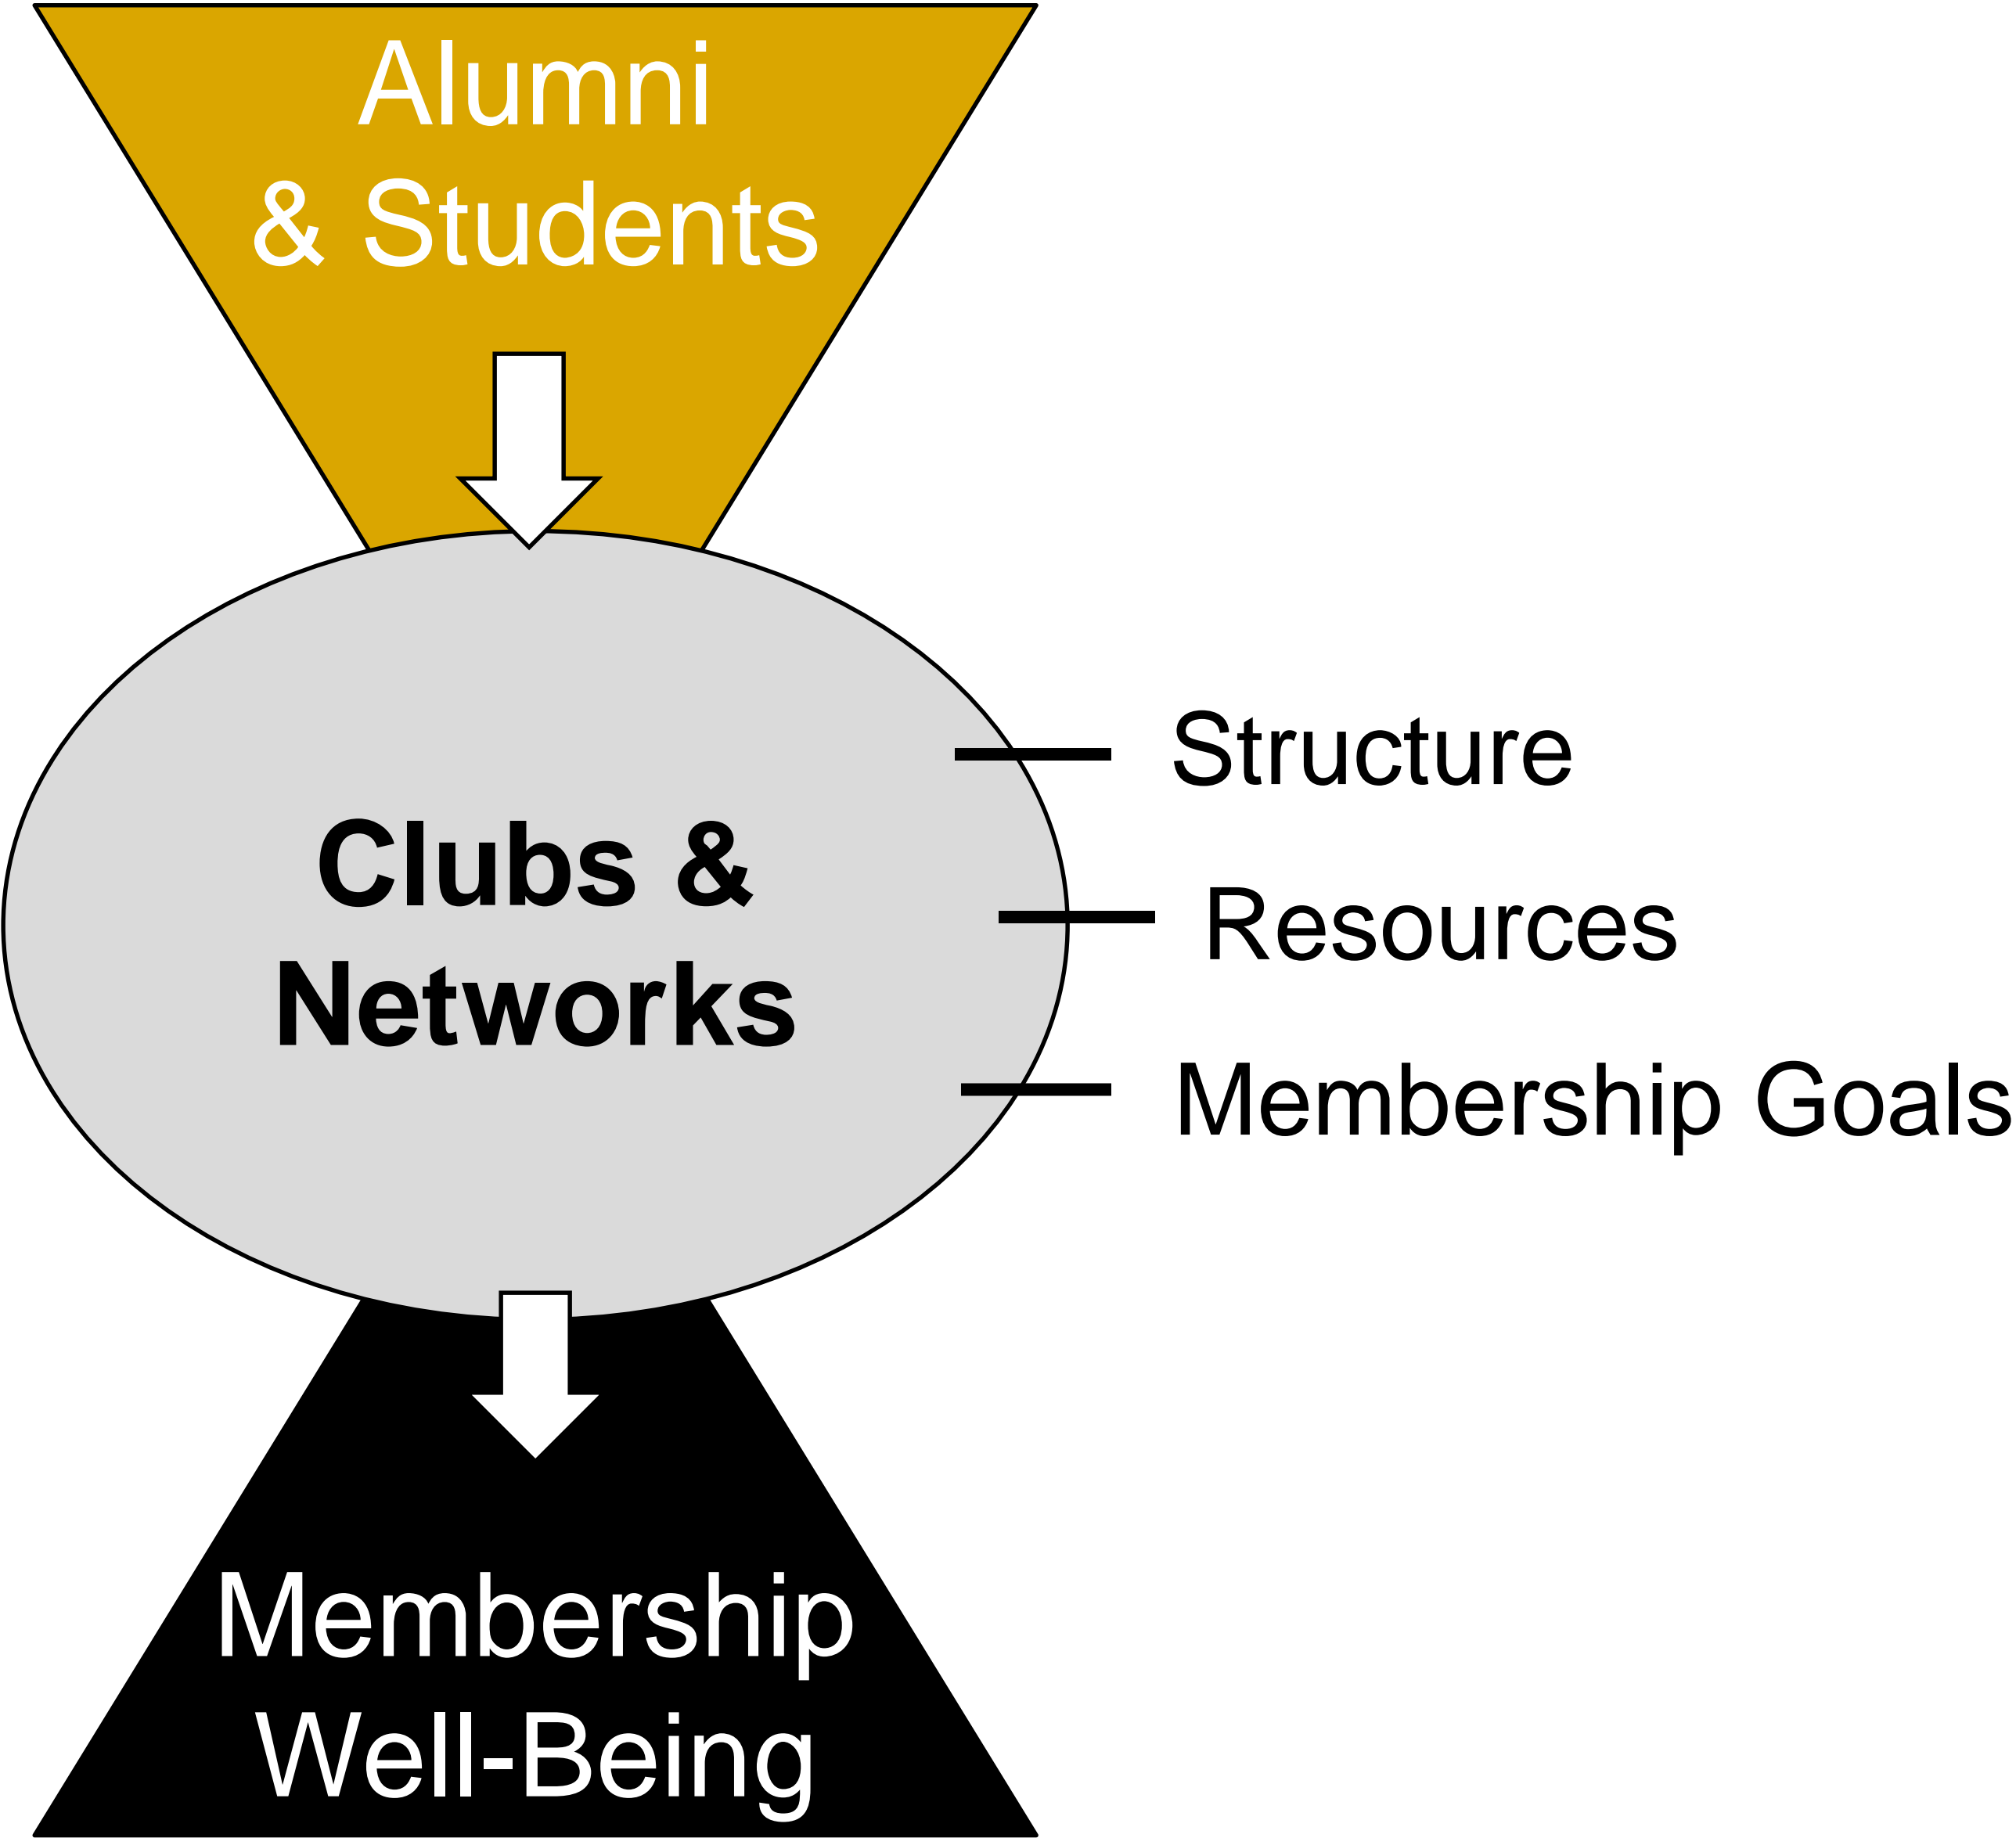 Alumni
& Students
Clubs &
Networks
Structure
Resources
Membership Goals
Membership
Well-Being